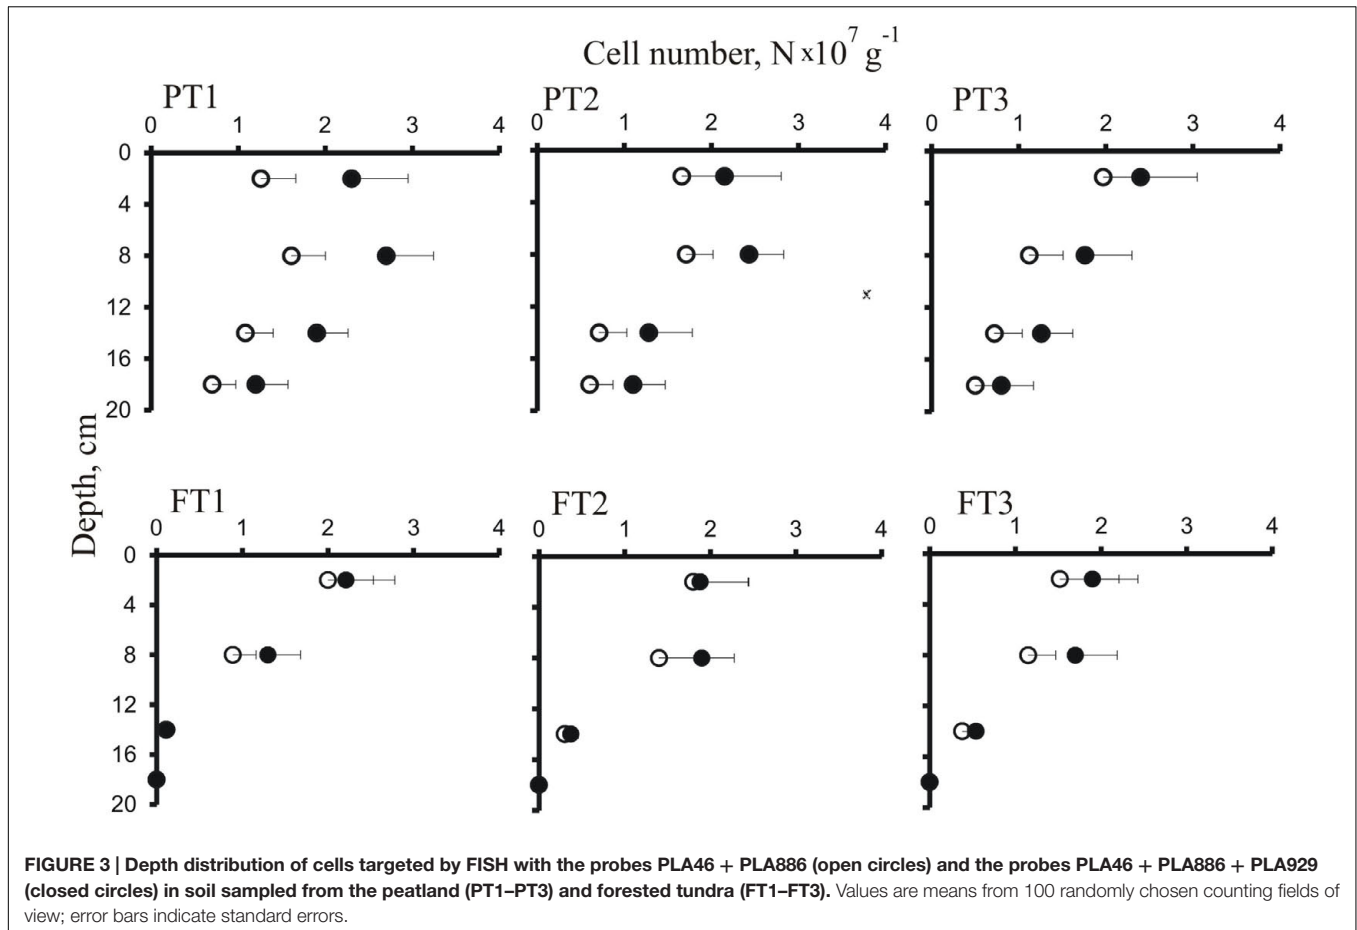 Cell number, N x10⁷ g⁻¹
PT1
PT2
PT3
0 1 2 3 4
0 1 2 3 4
0 1 2 3 4
0
4
8
12
16
20
x
Depth, cm
FT1
FT2
FT3
0 1 2 3 4
0 1 2 3 4
0 1 2 3 4
0
4
8
12
16
20
FIGURE 3 | Depth distribution of cells targeted by FISH with the probes PLA46 + PLA886 (open circles) and the probes PLA46 + PLA886 + PLA929
(closed circles) in soil sampled from the peatland (PT1–PT3) and forested tundra (FT1–FT3). Values are means from 100 randomly chosen counting fields of
view; error bars indicate standard errors.